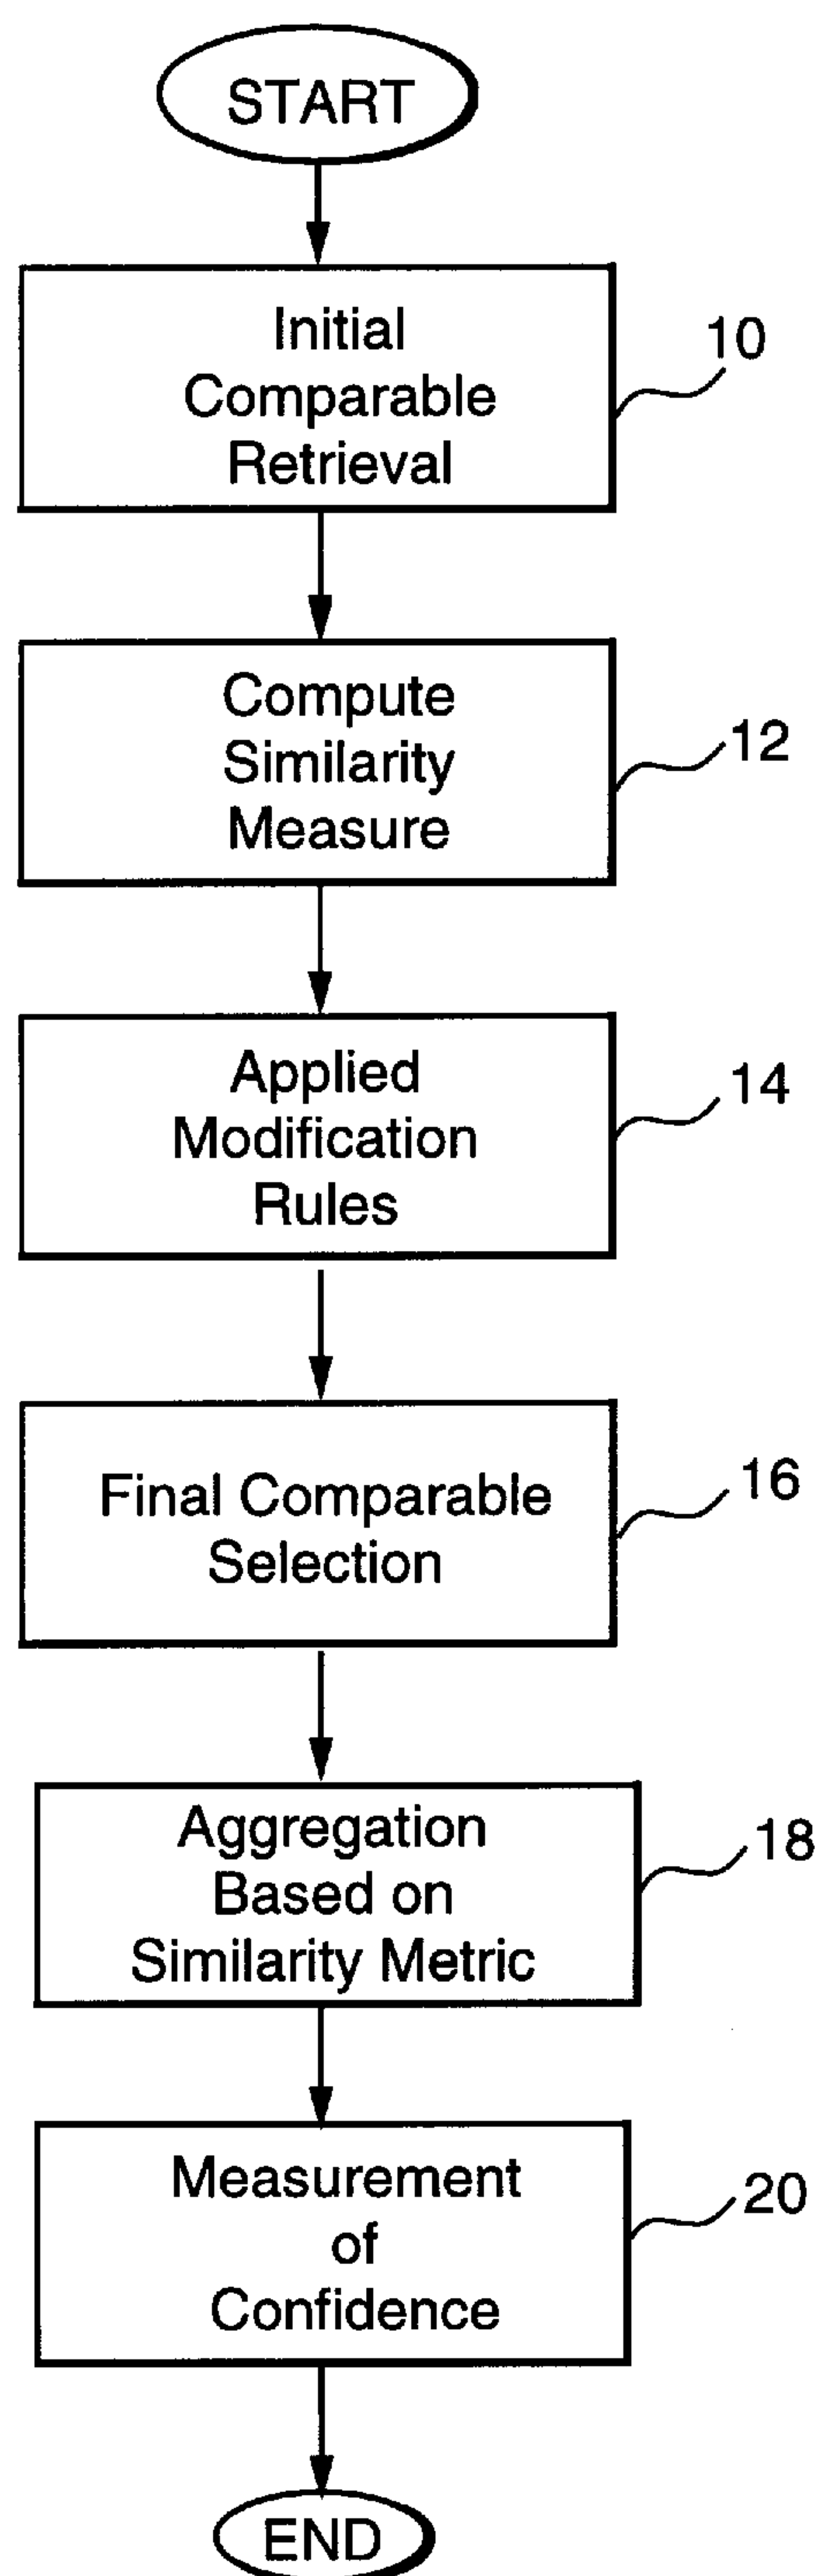 START
Initial
Comparable
Retrieval
10
Compute
Similarity
Measure
12
Applied
Modification
Rules
14
Final Comparable
Selection
16
Aggregation
Based on
Similarity Metric
18
Measurement
of
Confidence
20
END